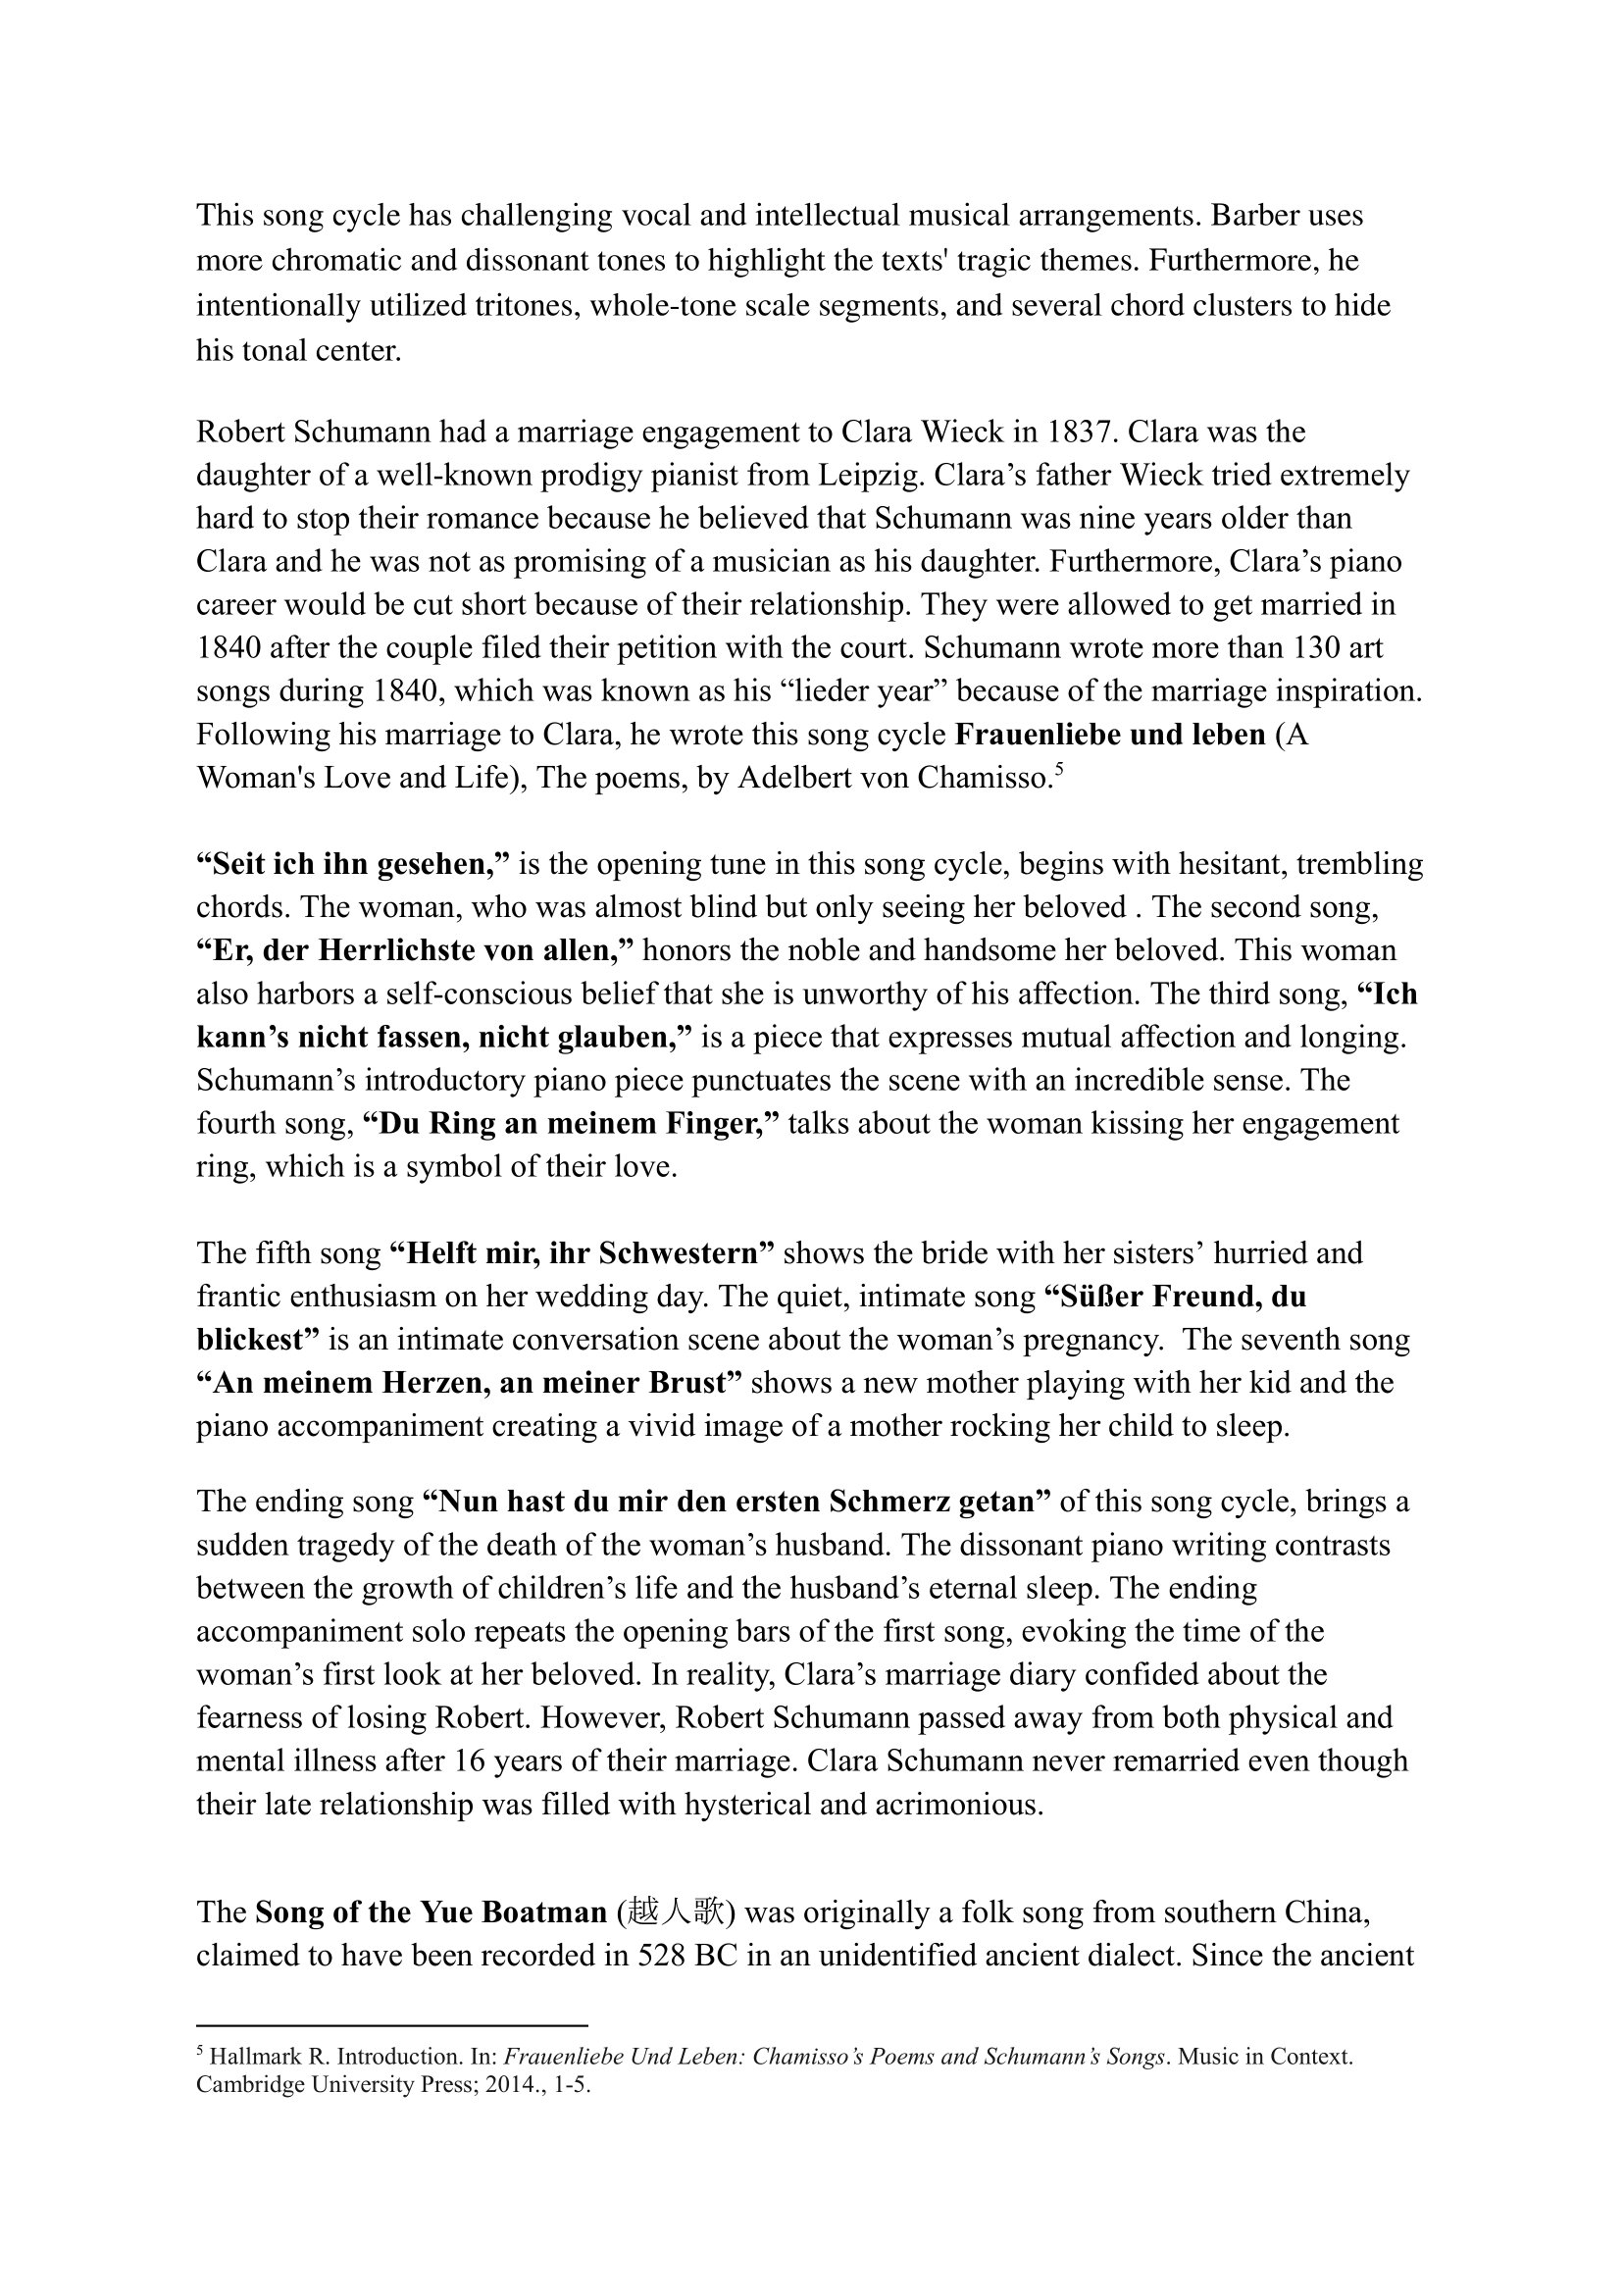 This song cycle has challenging vocal and intellectual musical arrangements. Barber uses
more chromatic and dissonant tones to highlight the texts' tragic themes. Furthermore, he
intentionally utilized tritones, whole-tone scale segments, and several chord clusters to hide
his tonal center.
Robert Schumann had a marriage engagement to Clara Wieck in 1837. Clara was the
daughter of a well-known prodigy pianist from Leipzig. Clara’s father Wieck tried extremely
hard to stop their romance because he believed that Schumann was nine years older than
Clara and he was not as promising of a musician as his daughter. Furthermore, Clara’s piano
career would be cut short because of their relationship. They were allowed to get married in
1840 after the couple filed their petition with the court. Schumann wrote more than 130 art
songs during 1840, which was known as his “lieder year” because of the marriage inspiration.
Following his marriage to Clara, he wrote this song cycle Frauenliebe und leben (A
Woman's Love and Life), The poems, by Adelbert von Chamisso.5
“Seit ich ihn gesehen,” is the opening tune in this song cycle, begins with hesitant, trembling
chords. The woman, who was almost blind but only seeing her beloved . The second song,
“Er, der Herrlichste von allen,” honors the noble and handsome her beloved. This woman
also harbors a self-conscious belief that she is unworthy of his affection. The third song, “Ich
kann’s nicht fassen, nicht glauben,” is a piece that expresses mutual affection and longing.
Schumann’s introductory piano piece punctuates the scene with an incredible sense. The
fourth song, “Du Ring an meinem Finger,” talks about the woman kissing her engagement
ring, which is a symbol of their love.
The fifth song “Helft mir, ihr Schwestern” shows the bride with her sisters’ hurried and
frantic enthusiasm on her wedding day. The quiet, intimate song “Süßer Freund, du
blickest” is an intimate conversation scene about the woman’s pregnancy.  The seventh song
“An meinem Herzen, an meiner Brust” shows a new mother playing with her kid and the
piano accompaniment creating a vivid image of a mother rocking her child to sleep.
The ending song “Nun hast du mir den ersten Schmerz getan” of this song cycle, brings a
sudden tragedy of the death of the woman’s husband. The dissonant piano writing contrasts
between the growth of children’s life and the husband’s eternal sleep. The ending
accompaniment solo repeats the opening bars of the first song, evoking the time of the
woman’s first look at her beloved. In reality, Clara’s marriage diary confided about the
fearness of losing Robert. However, Robert Schumann passed away from both physical and
mental illness after 16 years of their marriage. Clara Schumann never remarried even though
their late relationship was filled with hysterical and acrimonious.
The Song of the Yue Boatman (越人歌) was originally a folk song from southern China,
claimed to have been recorded in 528 BC in an unidentified ancient dialect. Since the ancient
5 Hallmark R. Introduction. In: Frauenliebe Und Leben: Chamisso’s Poems and Schumann’s Songs. Music in Context.
Cambridge University Press; 2014., 1-5.